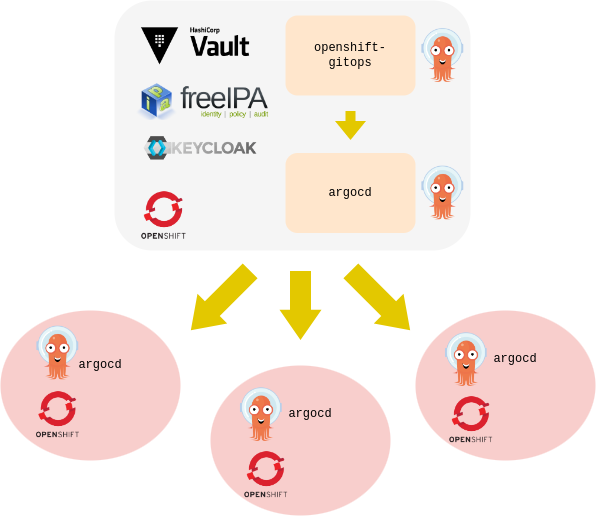 HashiCorp
Vault
openshift-
gitops
freeIPA
identity | policy | audit
KEYCLOAK
argocd
OPENSHIFT
argocd
OPENSHIFT
argocd
OPENSHIFT
argocd
OPENSHIFT